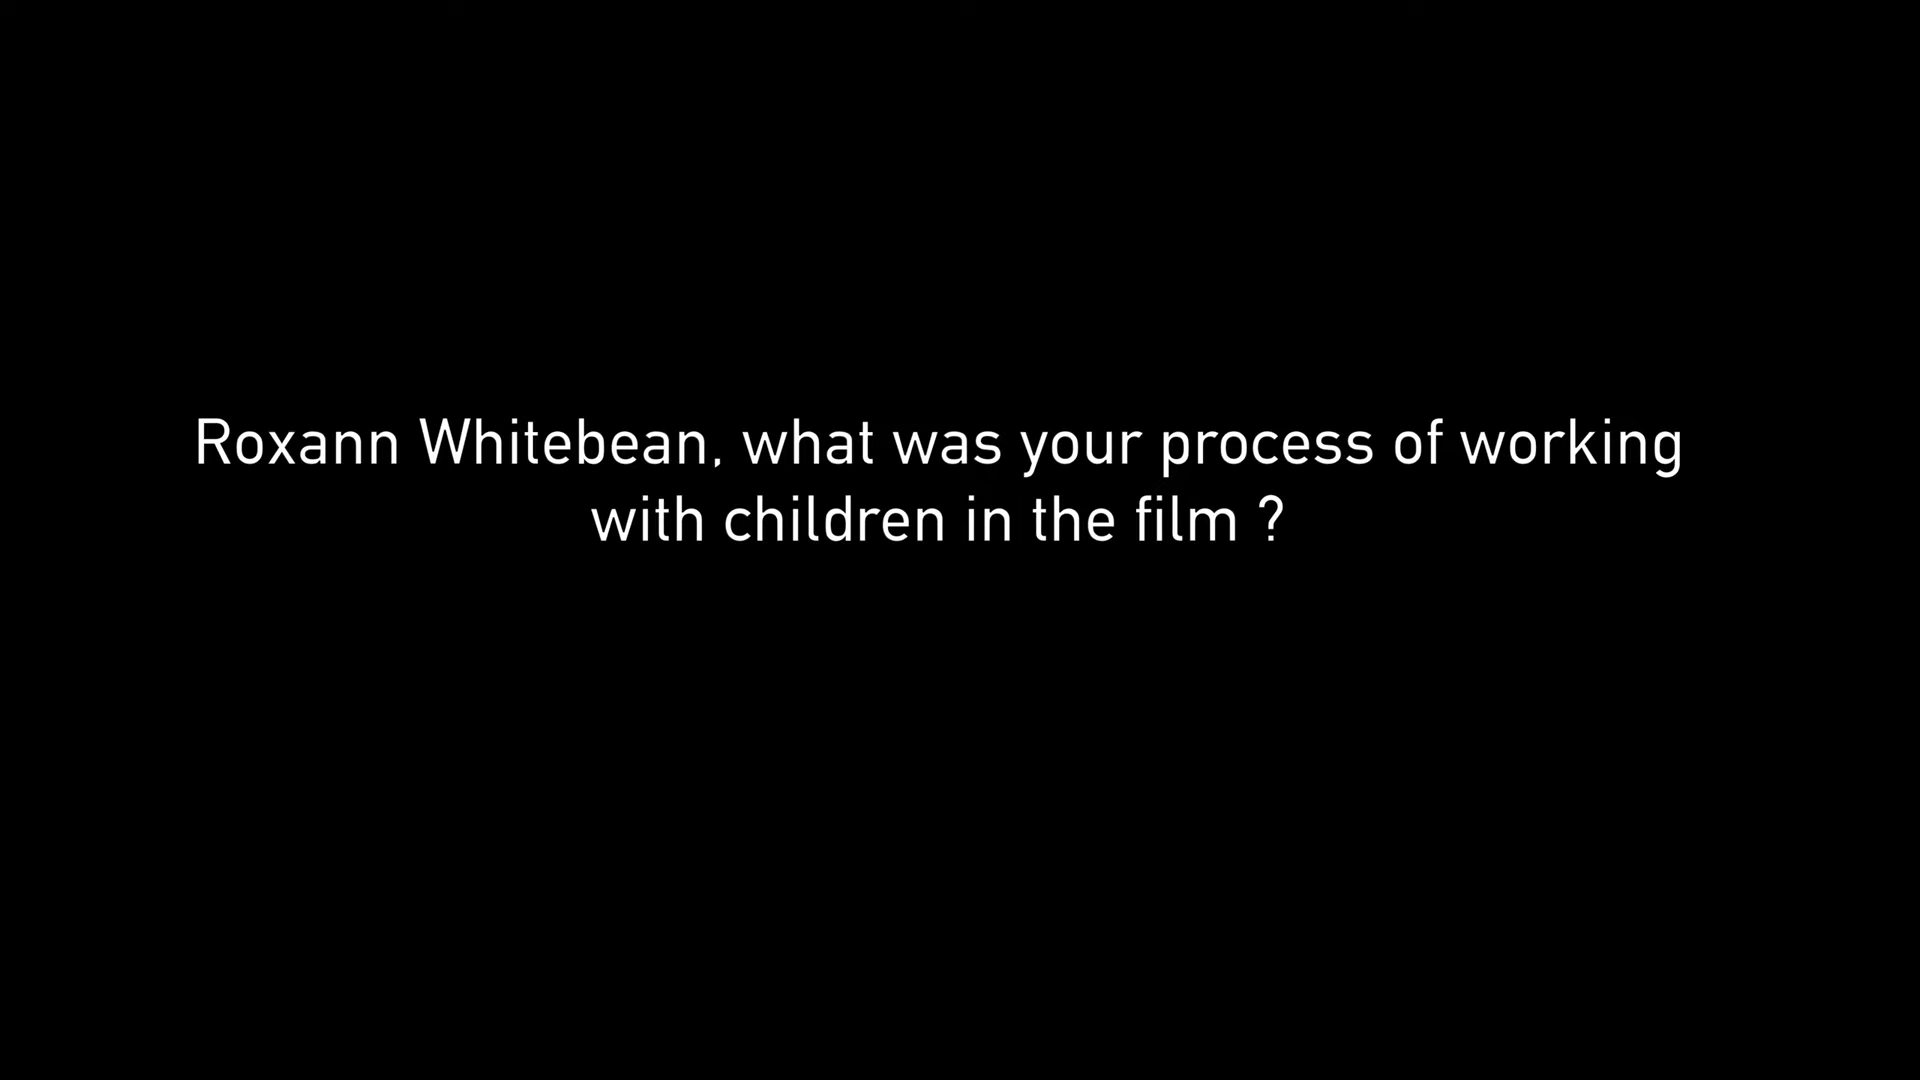 Roxann Whitebean, what was your process of working
with children in the film ?